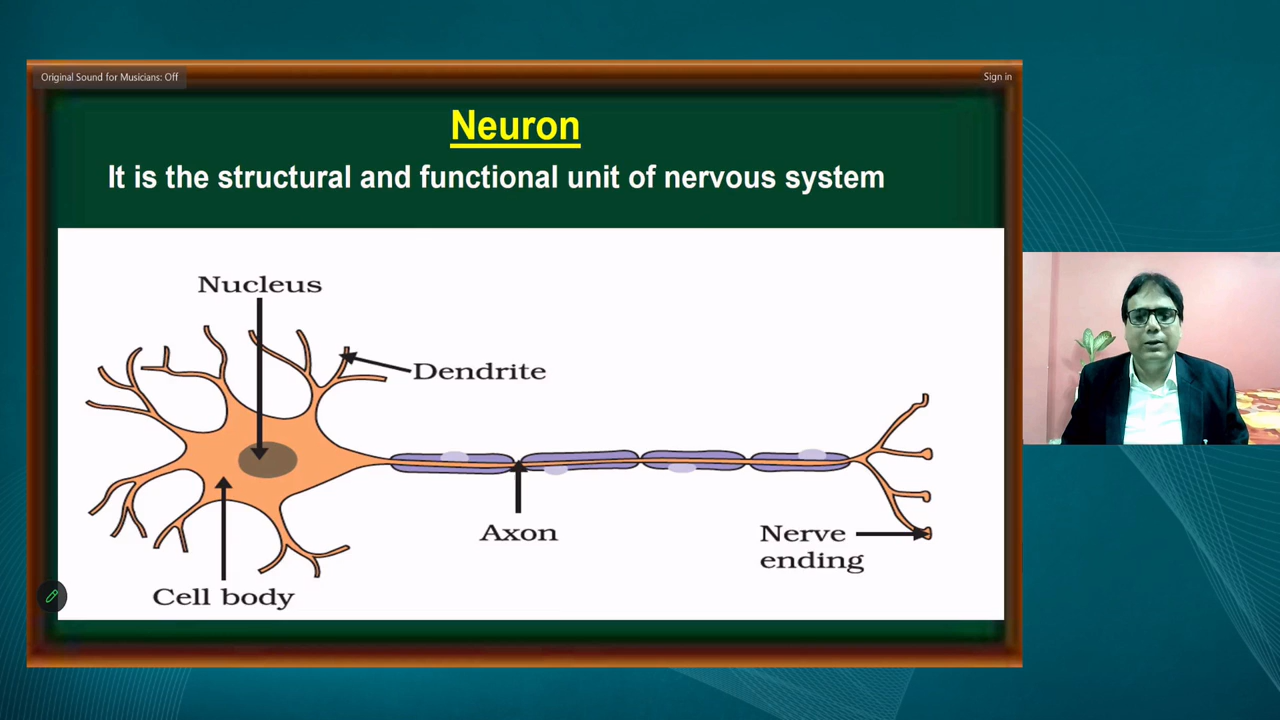 Original Sound for Musicians: Off
Sign in
Neuron
It is the structural and functional unit of nervous system
Nucleus
Dendrite
Axon
Nerve
ending
Cell body